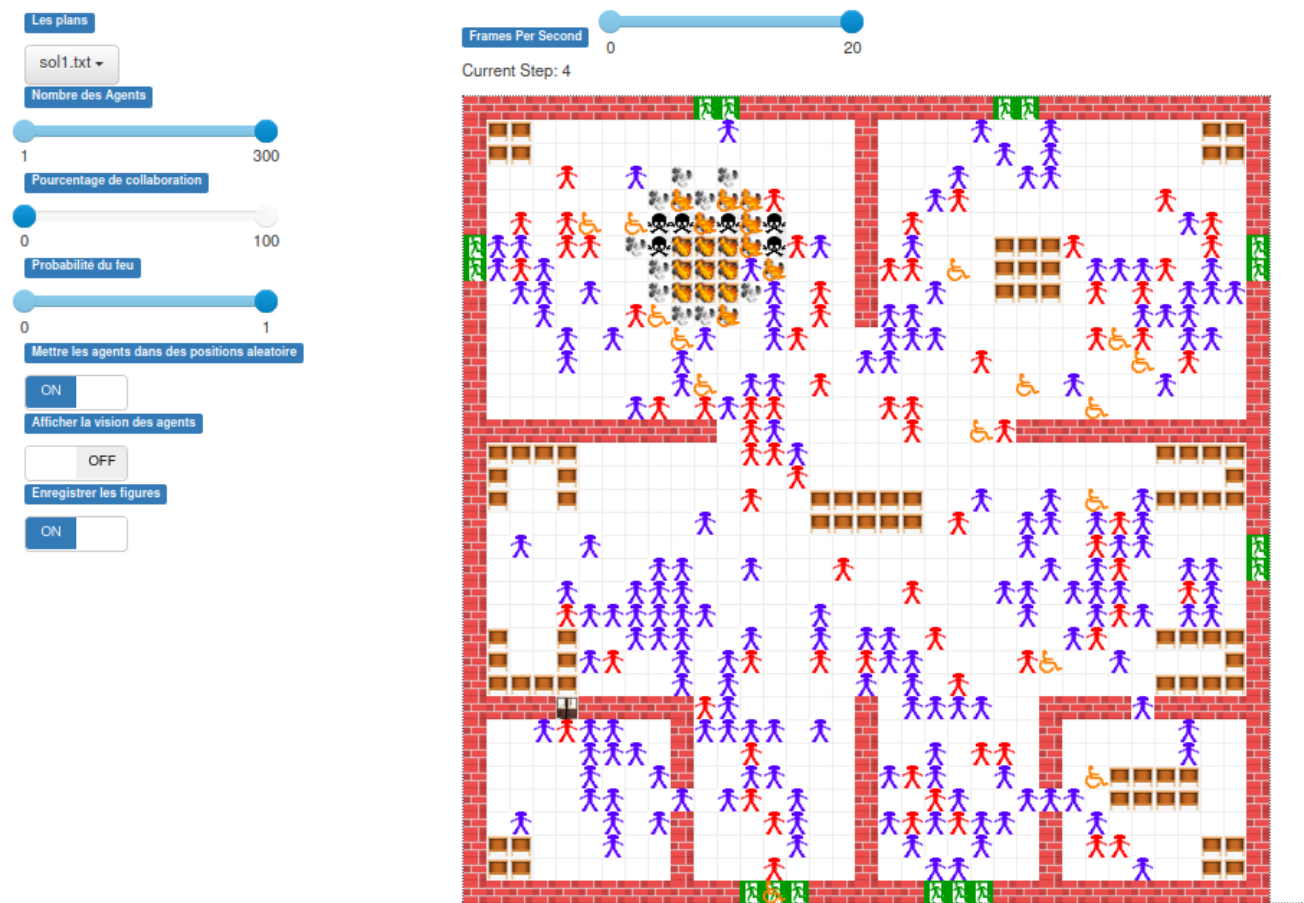 Les plans
sol1.txt
Nombre des Agents
1 300
Pourcentage de collaboration
0 100
Probabilité du feu
0 1
Mettre les agents dans des positions aleatoire
ON
Afficher la vision des agents
OFF
Enregistrer les figures
ON
Frames Per Second
0 20
Current Step: 4